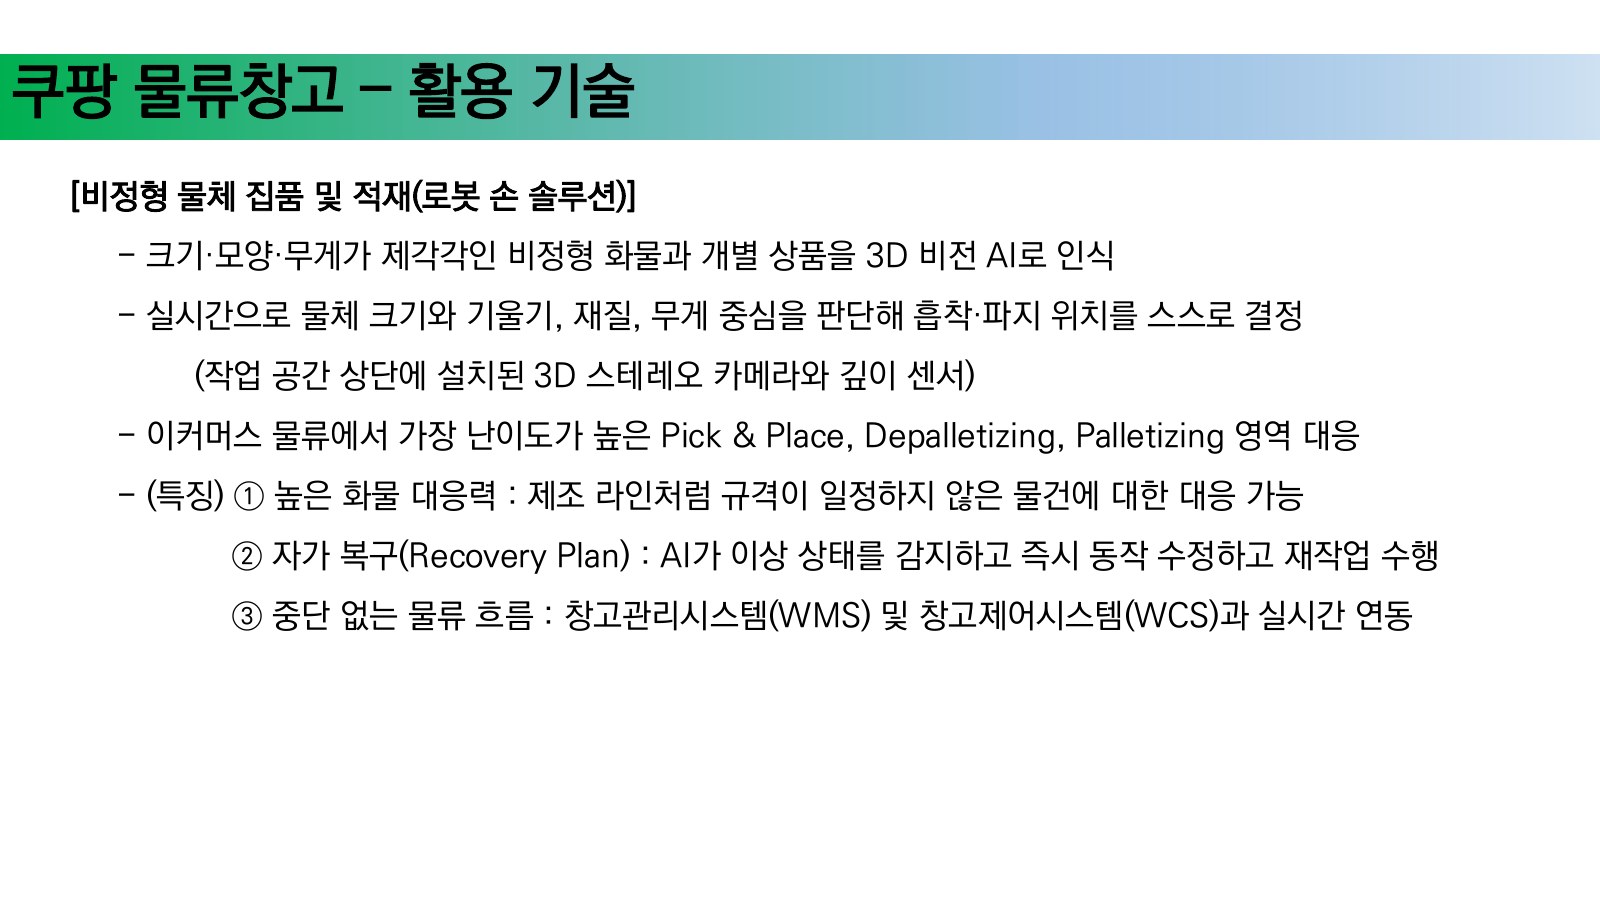 쿠팡 물류창고 – 활용 기술
[비정형 물체 집품 및 적재(로봇 손 솔루션)]
– 크기·모양·무게가 제각각인 비정형 화물과 개별 상품을 3D 비전 AI로 인식
– 실시간으로 물체 크기와 기울기, 재질, 무게 중심을 판단해 흡착·파지 위치를 스스로 결정
(작업 공간 상단에 설치된 3D 스테레오 카메라와 깊이 센서)
– 이커머스 물류에서 가장 난이도가 높은 Pick & Place, Depalletizing, Palletizing 영역 대응
– (특징) ① 높은 화물 대응력 : 제조 라인처럼 규격이 일정하지 않은 물건에 대한 대응 가능
② 자가 복구(Recovery Plan) : AI가 이상 상태를 감지하고 즉시 동작 수정하고 재작업 수행
③ 중단 없는 물류 흐름 : 창고관리시스템(WMS) 및 창고제어시스템(WCS)과 실시간 연동